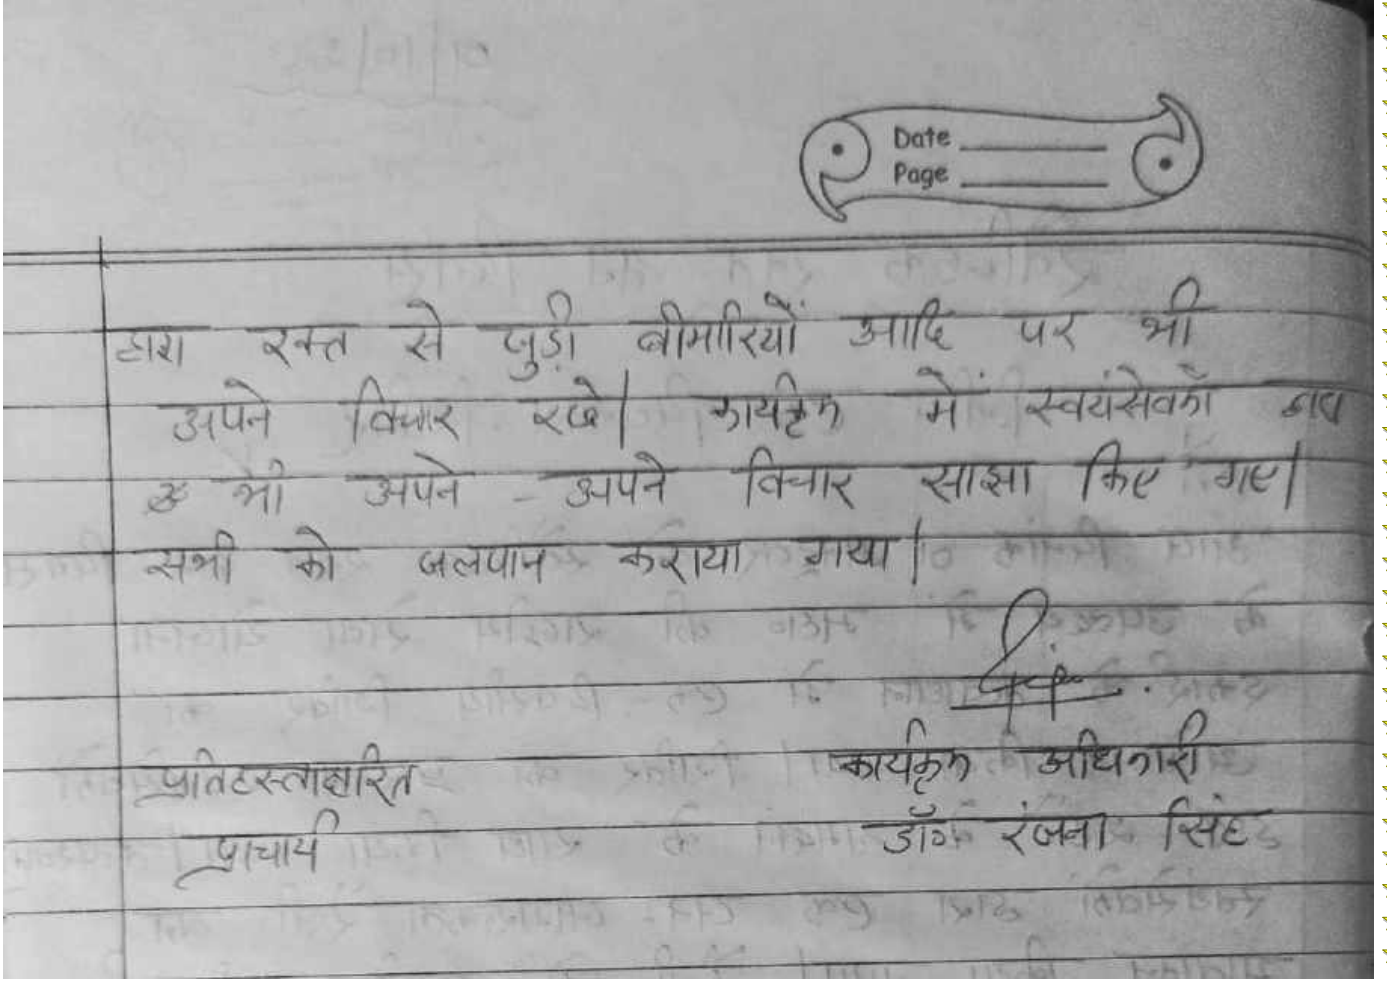 Date
Page
द्वारा रक्त से जुड़ी बीमारियों आदि पर भी
अपने विचार रखे। कार्यक्रम में स्वयंसेवकों द्वारा
भी अपने - अपने विचार साझा किए गए।
सभी को जलपान कराया गया।
प्रतिहस्ताक्षरित
कार्यक्रम अधिकारी
प्राचार्य
डॉ० रंजना सिंह